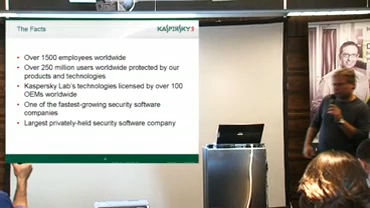 The Facts
KASPERSKY
Over 1500 employees worldwide
Over 250 million users worldwide protected by our
products and technologies
Kaspersky Lab's technologies licensed by over 100
OEMs worldwide
One of the fastest-growing security software
companies
Largest privately-held security software company